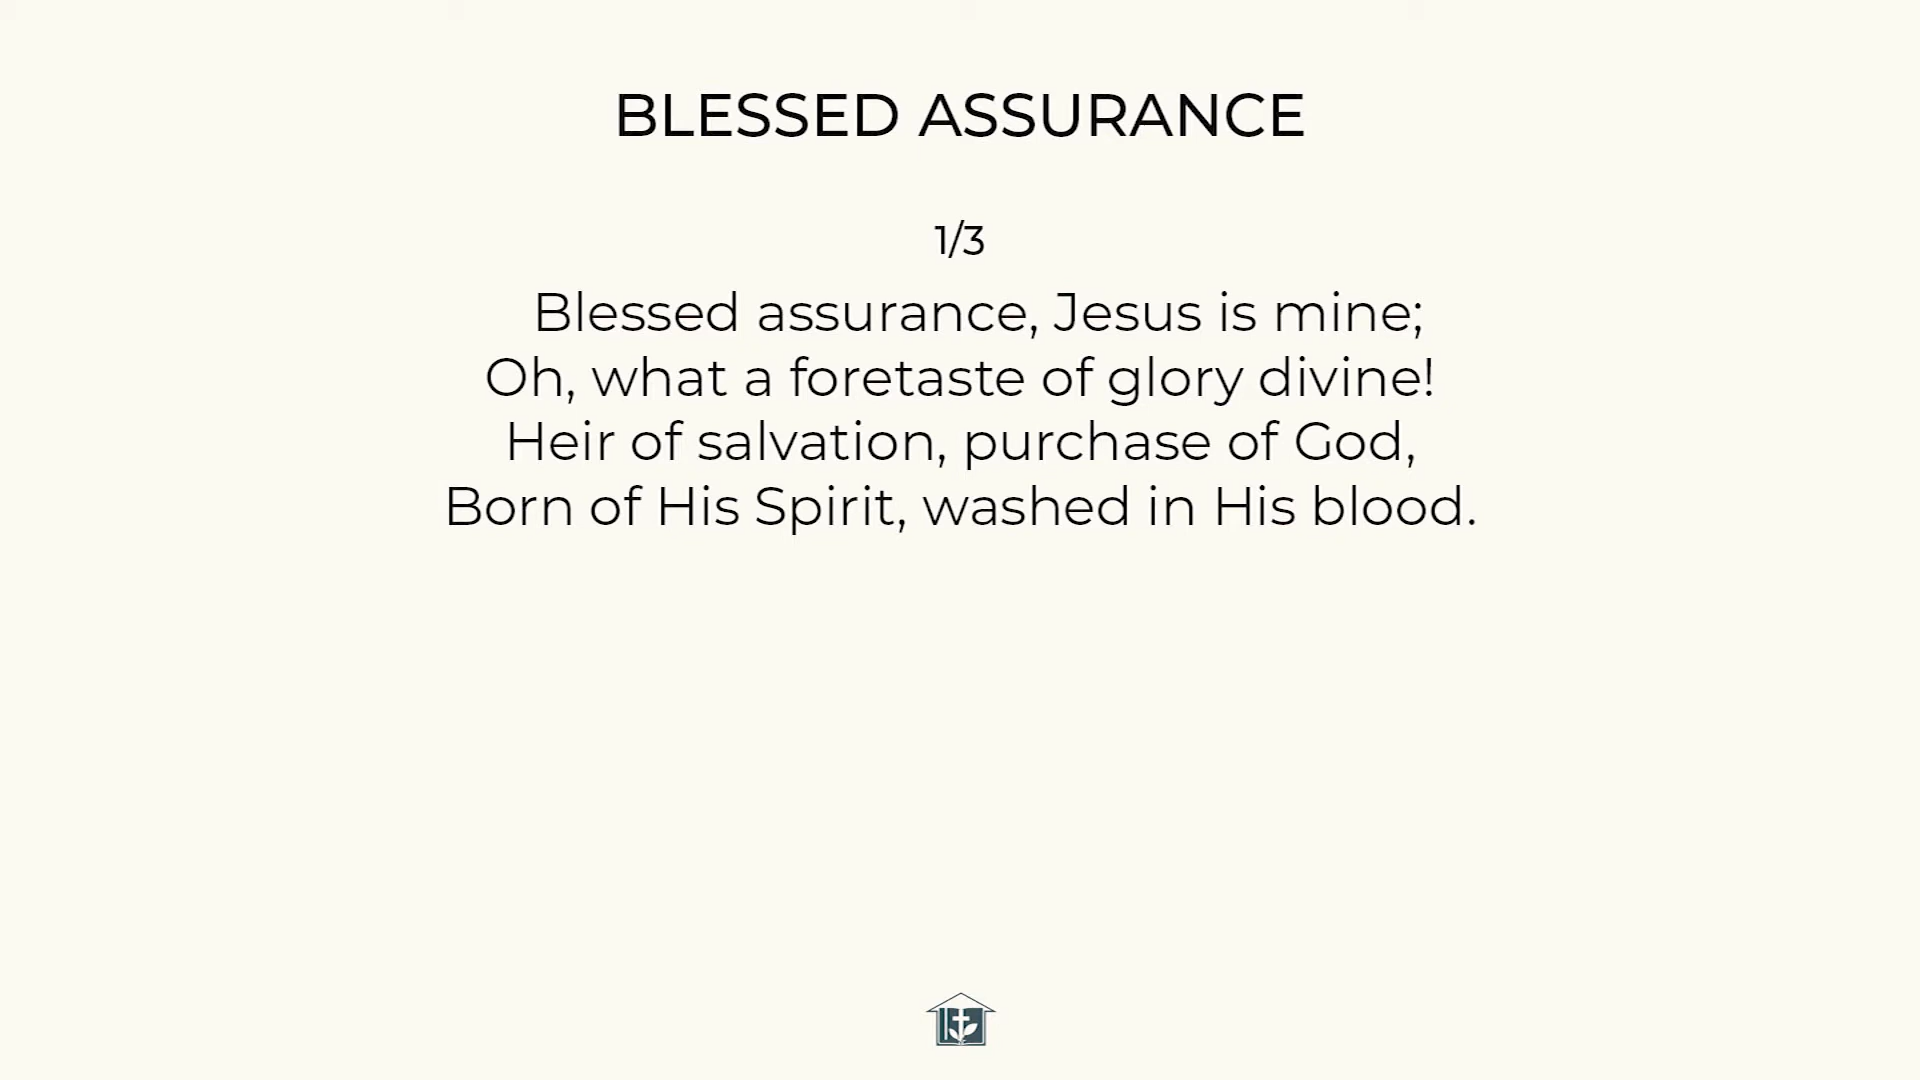 BLESSED ASSURANCE
1/3
Blessed assurance, Jesus is mine;
Oh, what a foretaste of glory divine!
Heir of salvation, purchase of God,
Born of His Spirit, washed in His blood.